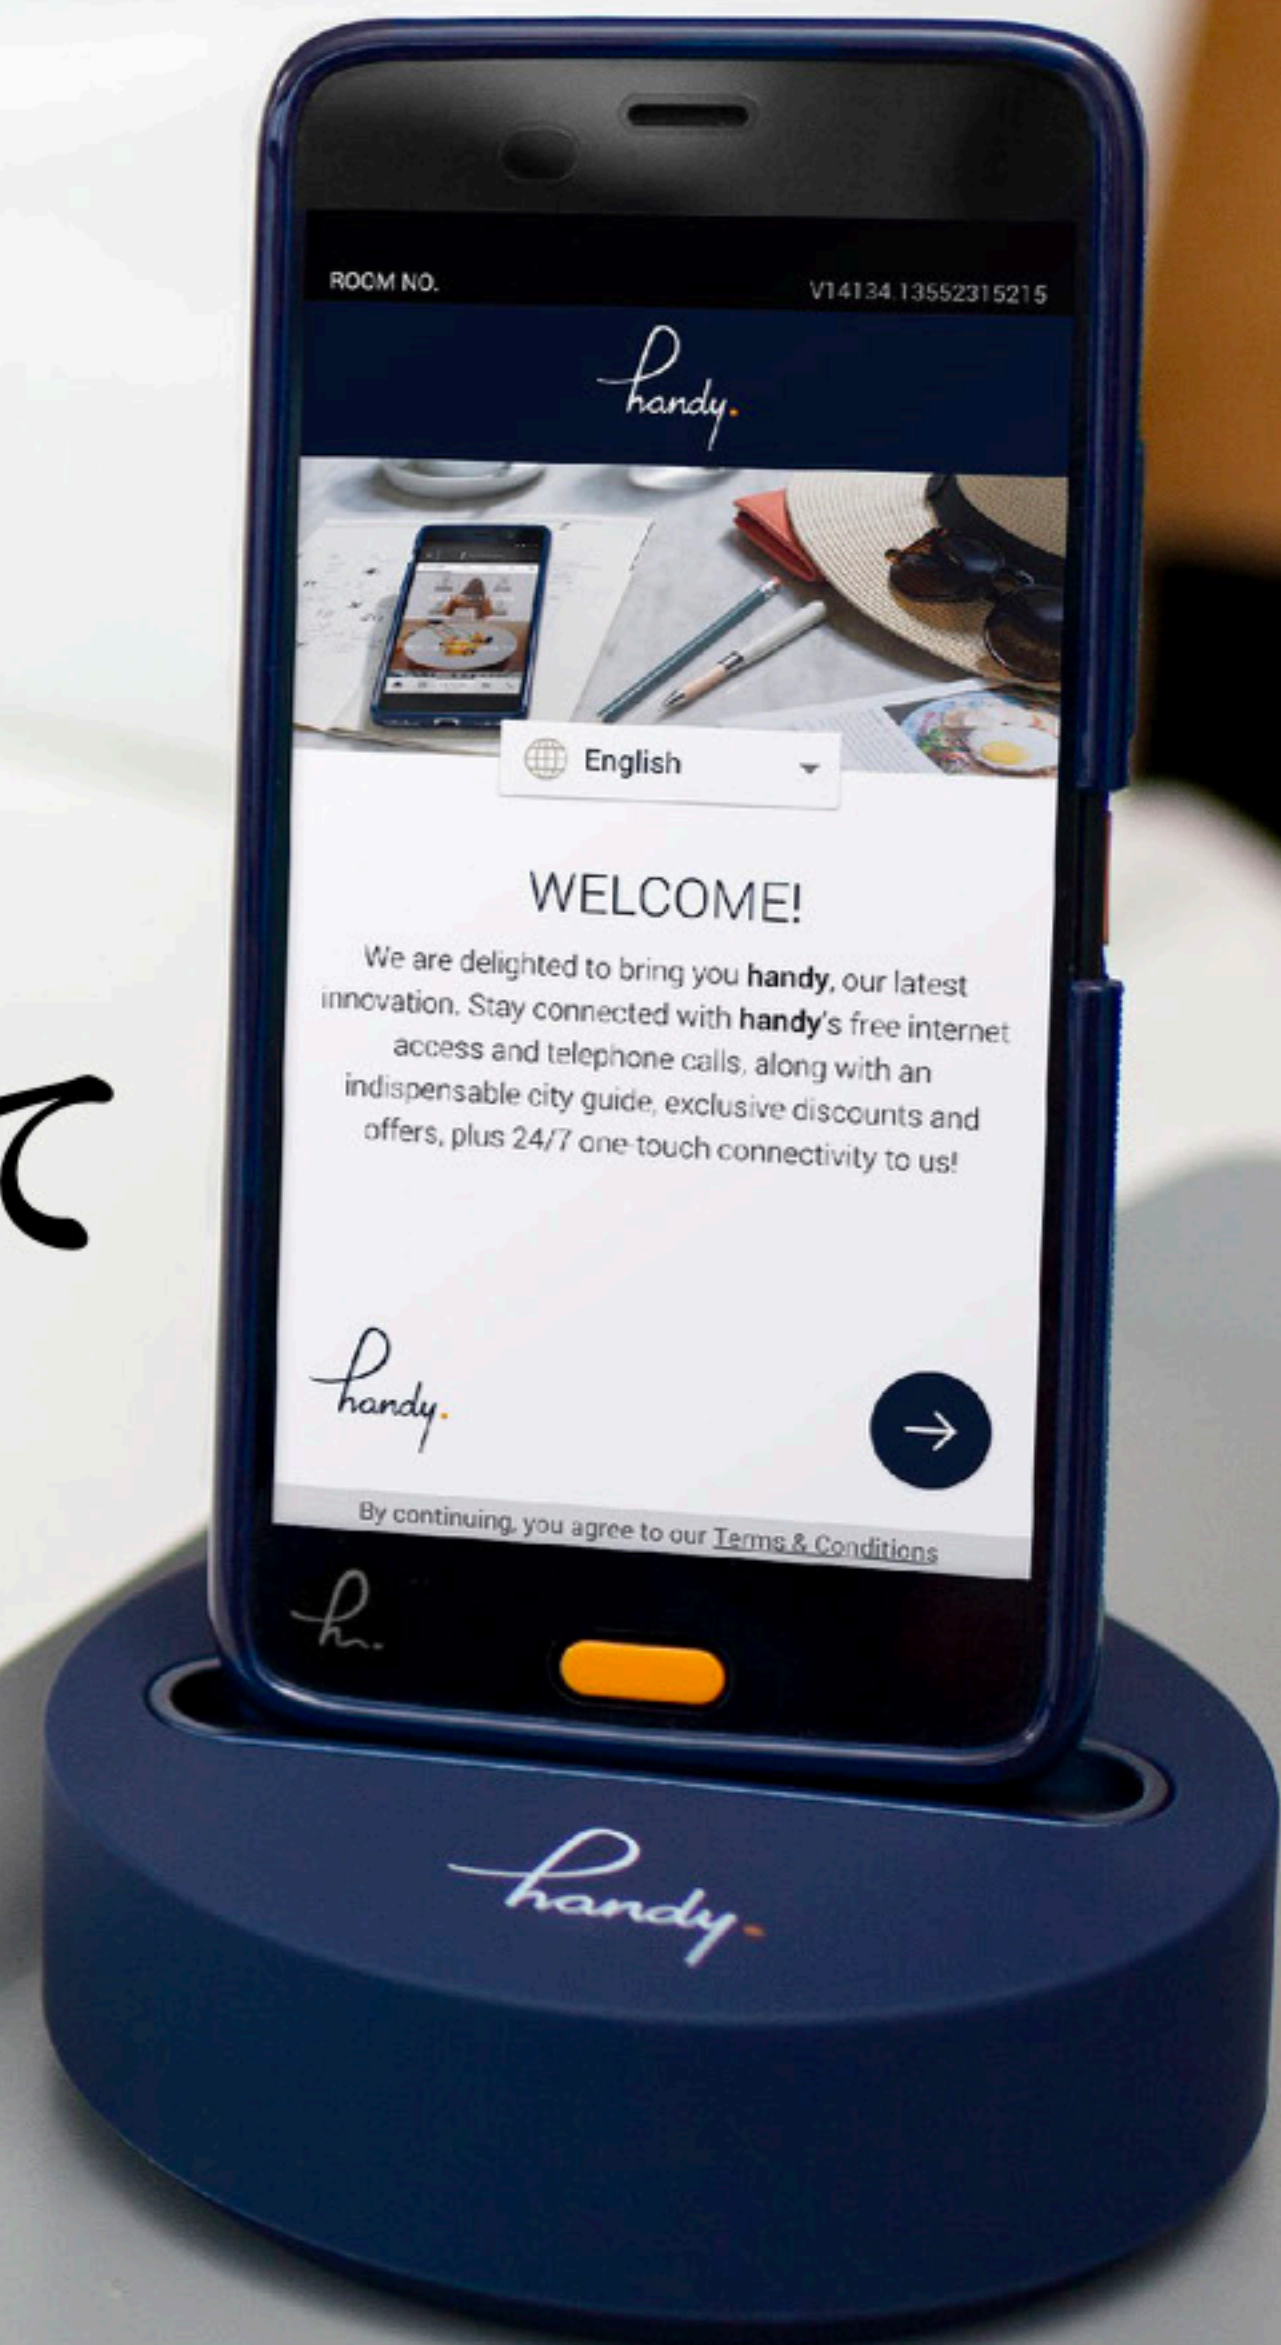 ROOM NO.
V14134.13552315215
handy.
English
WELCOME!
We are delighted to bring you handy, our latest
innovation. Stay connected with handy's free internet
access and telephone calls, along with an
indispensable city guide, exclusive discounts and
offers, plus 24/7 one-touch connectivity to us!
て
handy.
By continuing, you agree to our Terms & Conditions
h.
handy.